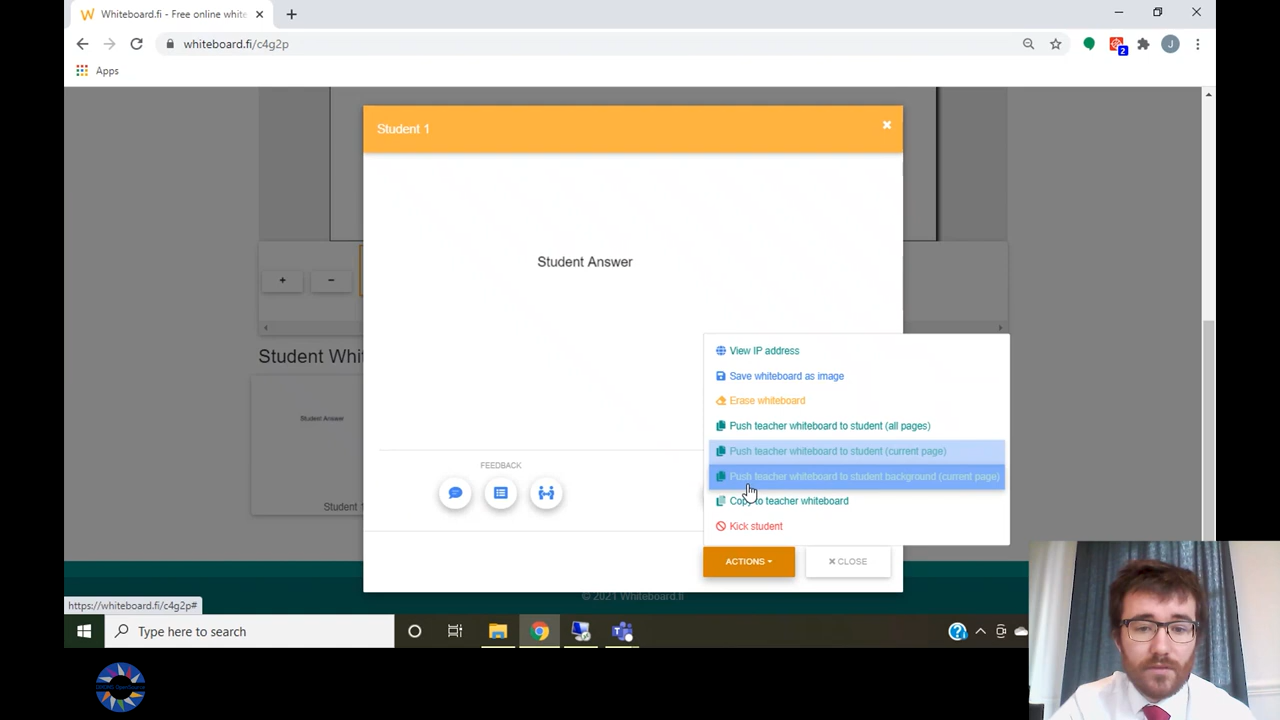 Whiteboard.fi - Free online white
whiteboard.fi/c4g2p
2
J
Apps
Student 1
Student Answer
Student Whi
Student Answer
Student 1
FEEDBACK
View IP address
Save whiteboard as image
Erase whiteboard
Push teacher whiteboard to student (all pages)
Push teacher whiteboard to student (current page)
Push teacher whiteboard to student background (current page)
Copy to teacher whiteboard
Kick student
ACTIONS
CLOSE
© 2021 Whiteboard.fi
https://whiteboard.fi/c4g2p#
Type here to search